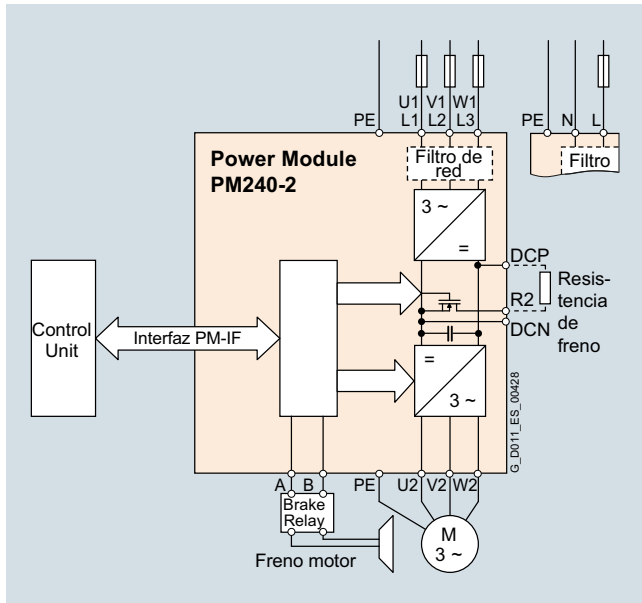 U1 V1 W1
PE L1 L2 L3
PE N L
Power Module
PM240-2
Filtro de
red
Filtro
3 ~
=
DCP
R2
DCN
Resis-
tencia
de
freno
Control
Unit
Interfaz PM-IF
=
3 ~
G_D011_ES_00428
A B PE U2 V2 W2
Brake
Relay
M
3 ~
Freno motor